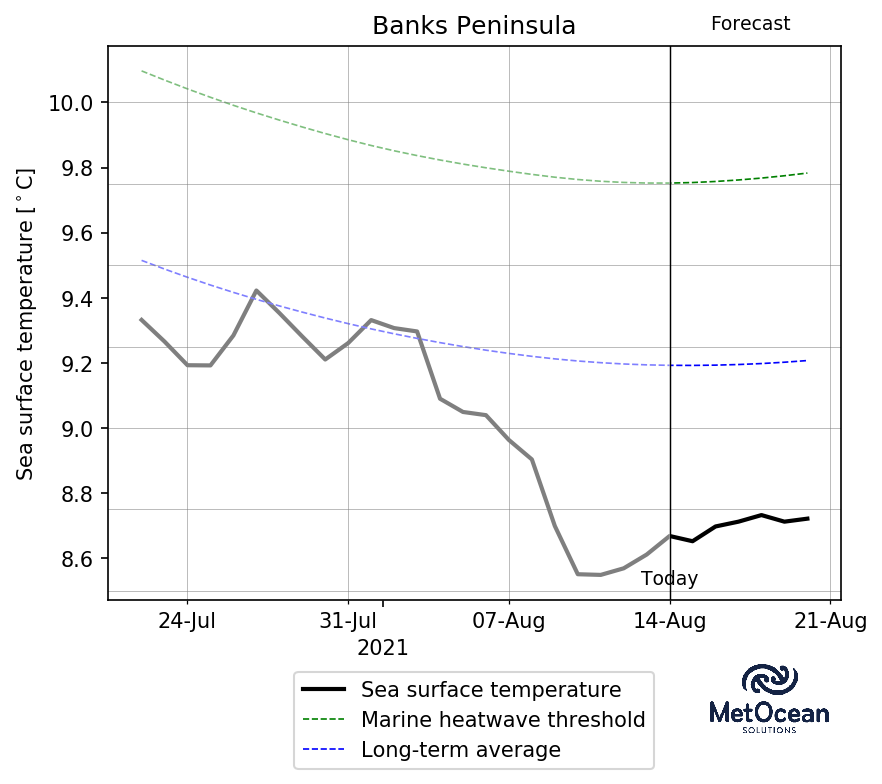 Banks Peninsula
Forecast
Sea surface temperature [°C]
10.0
9.8
9.6
9.4
9.2
9.0
8.8
8.6
Today
24-Jul
31-Jul
07-Aug
14-Aug
21-Aug
2021
Sea surface temperature
Marine heatwave threshold
Long-term average
MetOcean
SOLUTIONS